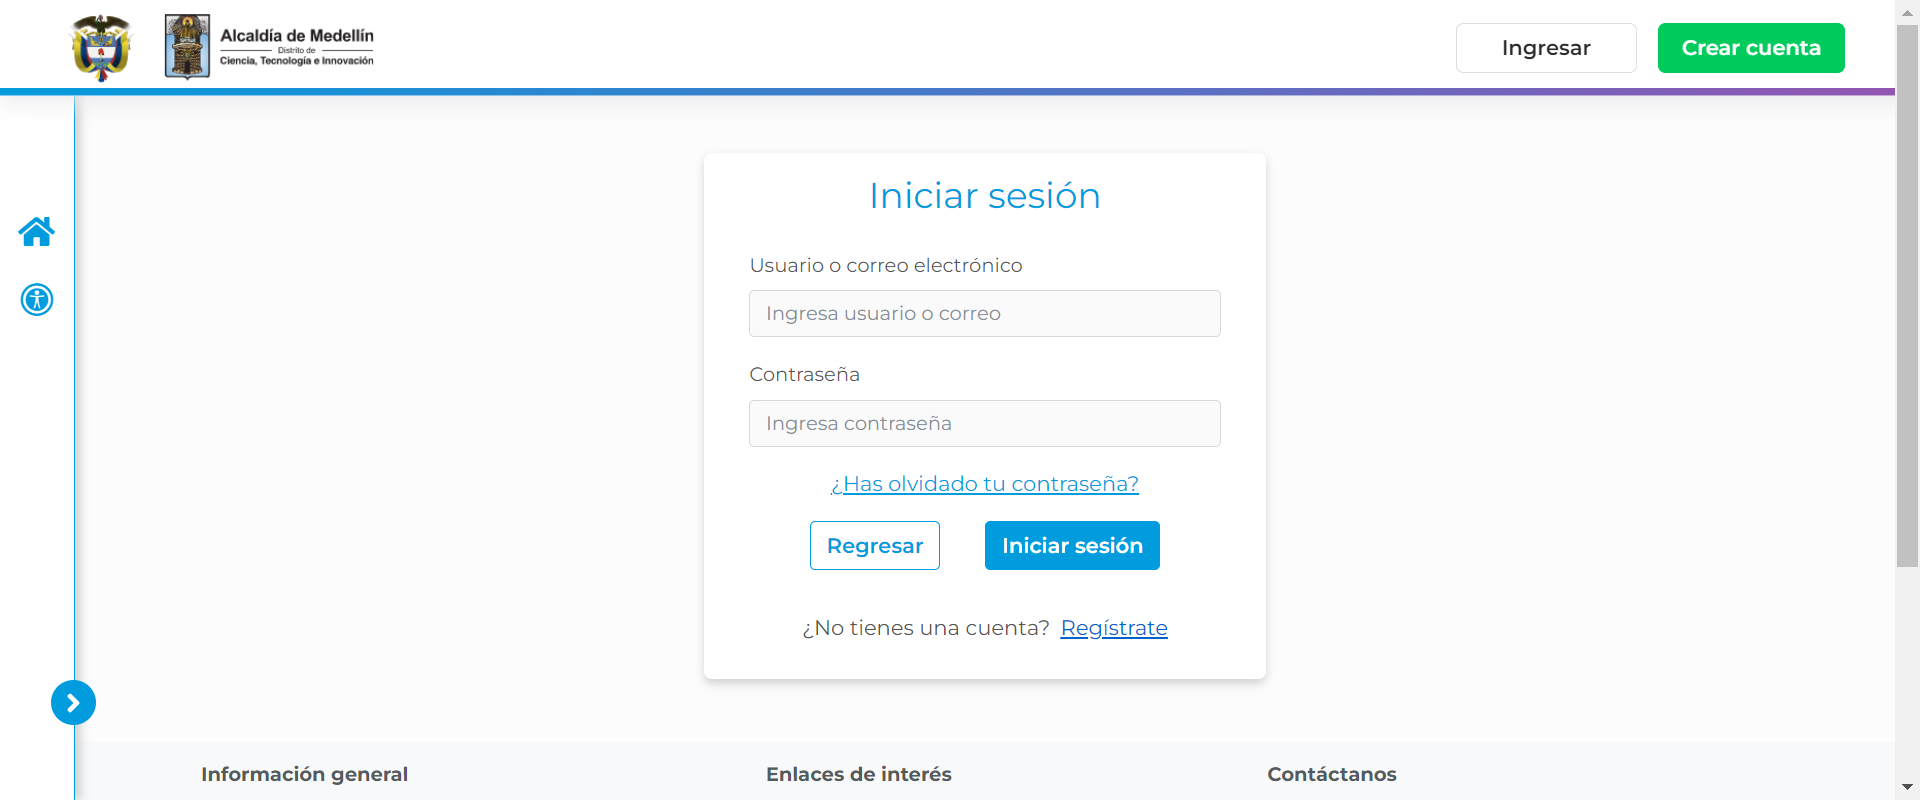 Alcaldía de Medellín
Distrito de
Ciencia, Tecnología e Innovación
Ingresar
Crear cuenta
Iniciar sesión
Usuario o correo electrónico
Ingresa usuario o correo
Contraseña
Ingresa contraseña
¿Has olvidado tu contraseña?
Regresar
Iniciar sesión
¿No tienes una cuenta? Regístrate
Información general
Enlaces de interés
Contáctanos